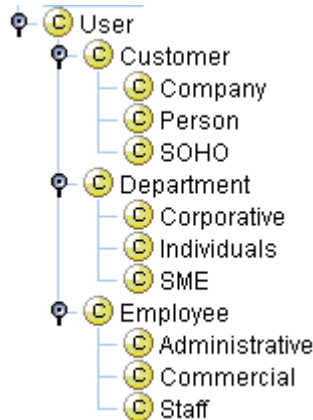 C User
C Customer
C Company
C Person
C SOHO
C Department
C Corporative
C Individuals
C SME
C Employee
C Administrative
C Commercial
C Staff